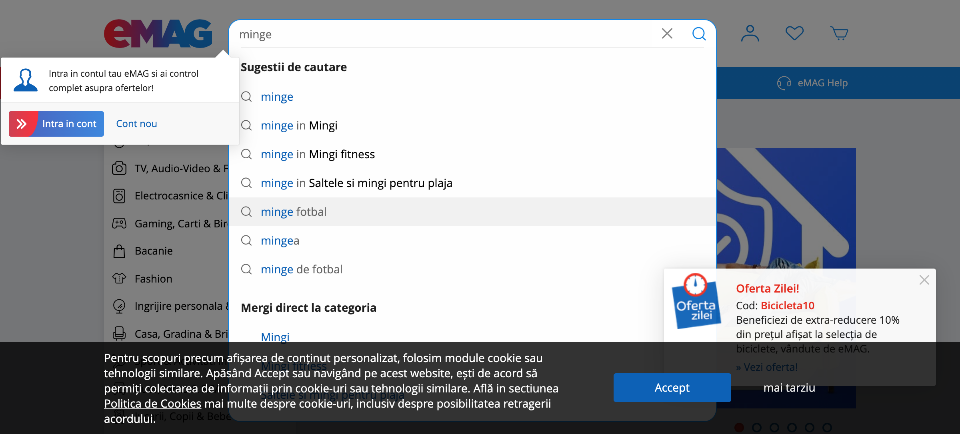 eMAG
minge
eMAG Help
Intra in contul tau eMAG si ai control
complet asupra ofertelor!
Intra in cont
Cont nou
Sugestii de cautare
minge
minge in Mingi
minge in Mingi fitness
minge in Saltele si mingi pentru plaja
minge fotbal
mingea
minge de fotbal
Mergi direct la categoria
Mingi
Mingi fitness
Saltele si mingi pentru plaja
TV, Audio-Video & F
Electrocasnice & Cli
Gaming, Carti & Bir
Bacanie
Fashion
Ingrijire personala &
Casa, Gradina & Bri
Oferta
zilei
Oferta Zilei!
Cod: Bicicleta10
Beneficiezi de extra-reducere 10%
din prețul afișat la selecția de
biciclete, vândute de eMAG.
» Vezi oferta!
Pentru scopuri precum afișarea de conținut personalizat, folosim module cookie sau
tehnologii similare. Apăsând Accept sau navigând pe acest website, ești de acord să
permiți colectarea de informații prin cookie-uri sau tehnologii similare. Află in sectiunea
Politica de Cookies mai multe despre cookie-uri, inclusiv despre posibilitatea retragerii
acordului.
Accept
mai tarziu